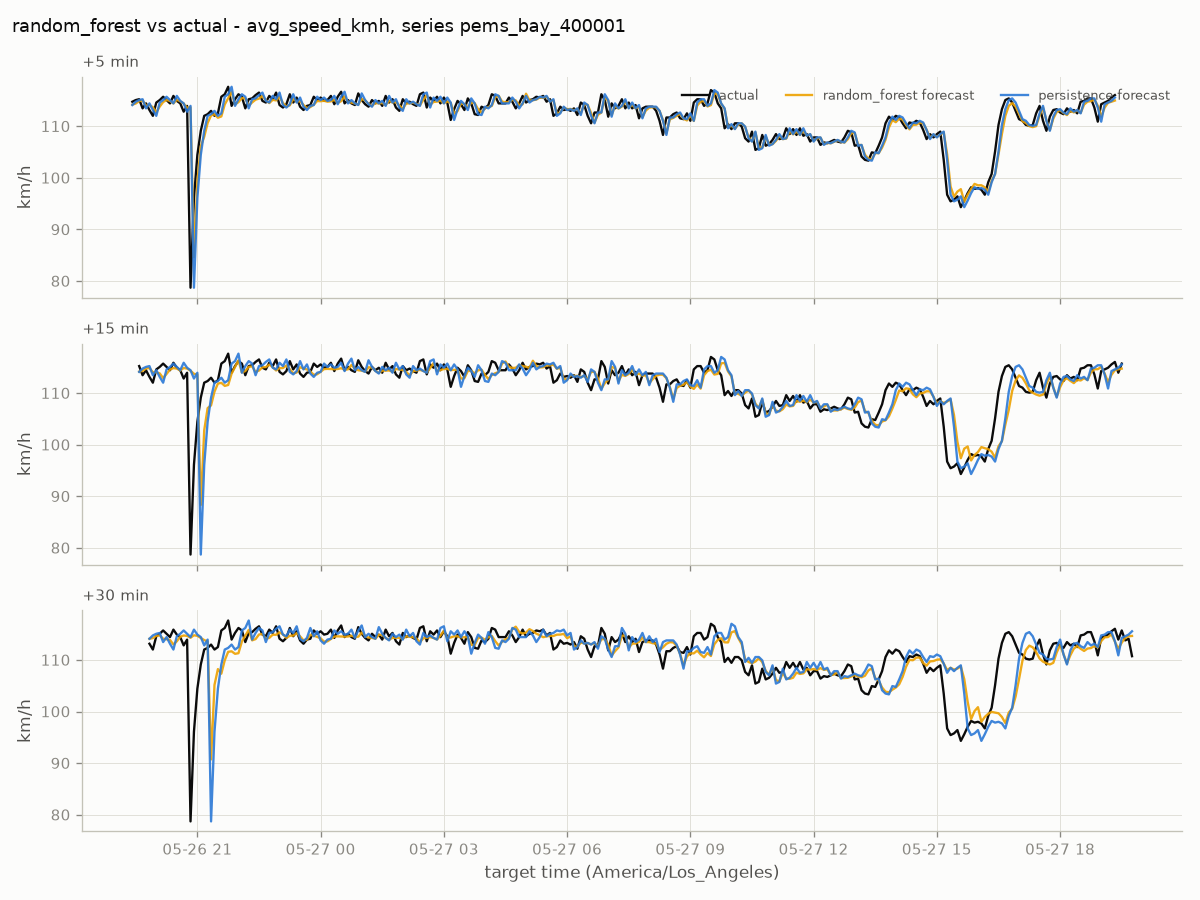 random_forest vs actual - avg_speed_kmh, series pems_bay_400001
+5 min
actual random_forest forecast persistence forecast
110
100
90
80
km/h
+15 min
110
100
90
80
km/h
+30 min
110
100
90
80
km/h
05-26 21 05-27 00 05-27 03 05-27 06 05-27 09 05-27 12 05-27 15 05-27 18
target time (America/Los_Angeles)